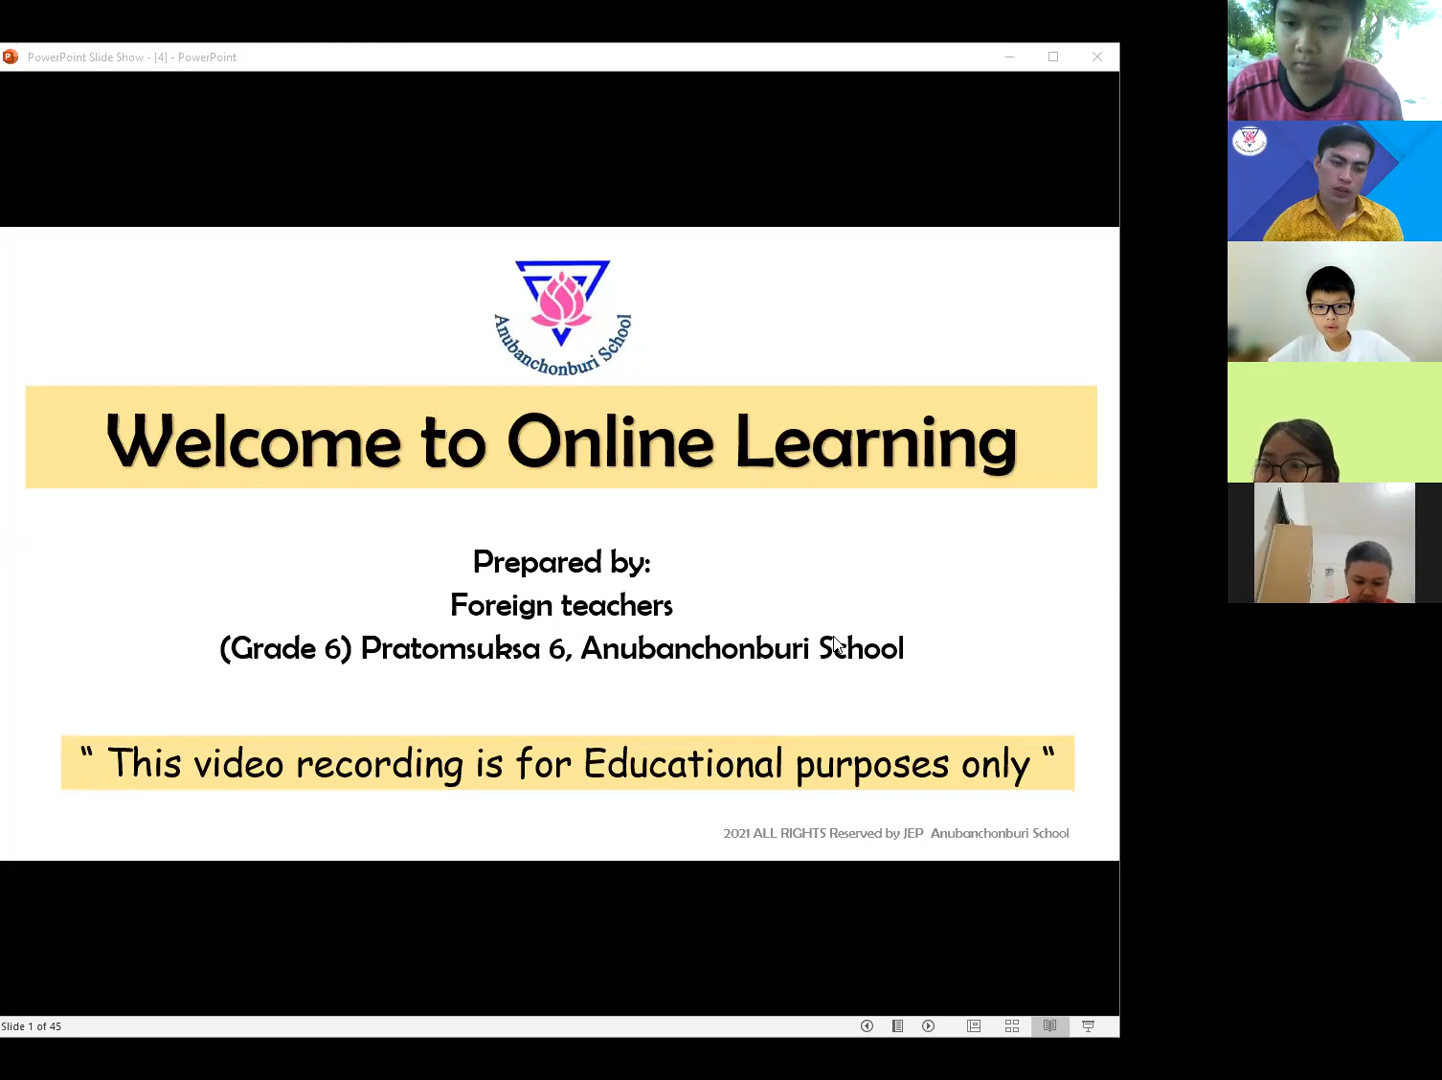 PowerPoint Slide Show - [4] - PowerPoint
Anubanchonburi School
Welcome to Online Learning
Prepared by:
Foreign teachers
(Grade 6) Pratomsuksa 6, Anubanchonburi School
“ This video recording is for Educational purposes only “
2021 ALL RIGHTS Reserved by JEP Anubanchonburi School
Slide 1 of 45